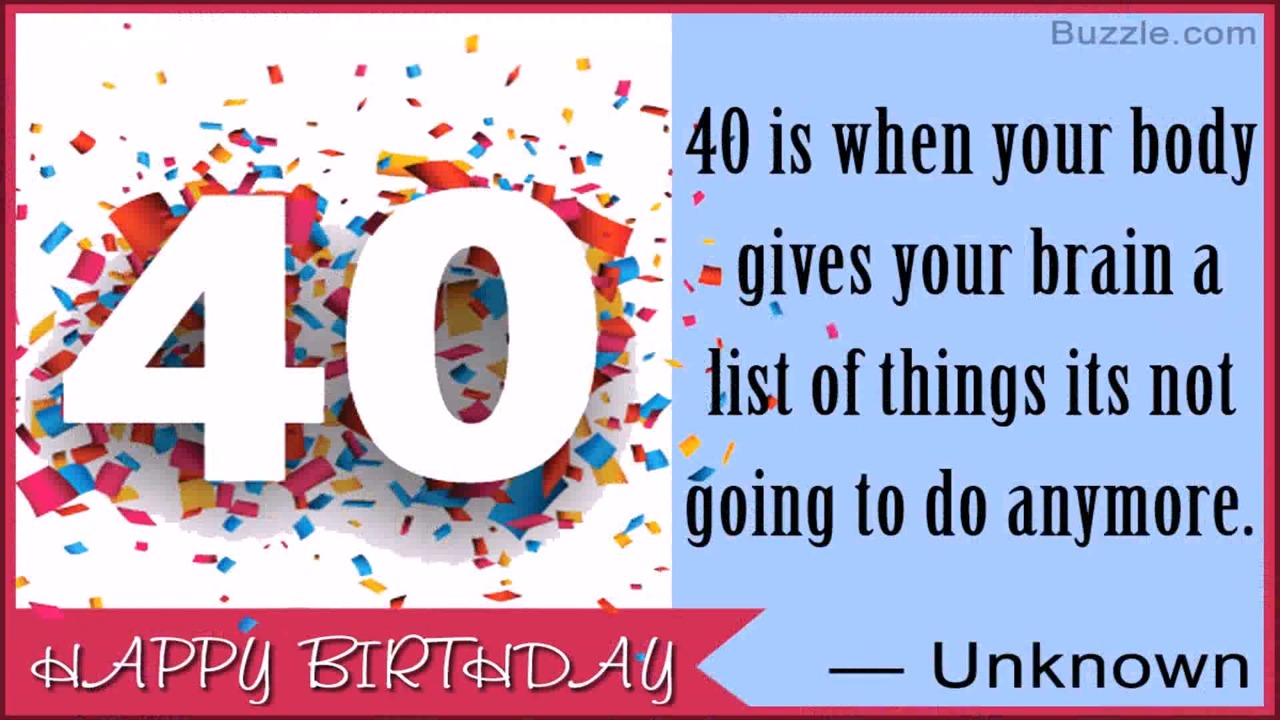 Buzzle.com
40
40 is when your body
gives your brain a
list of things its not
going to do anymore.
HAPPY BIRTHDAY
— Unknown